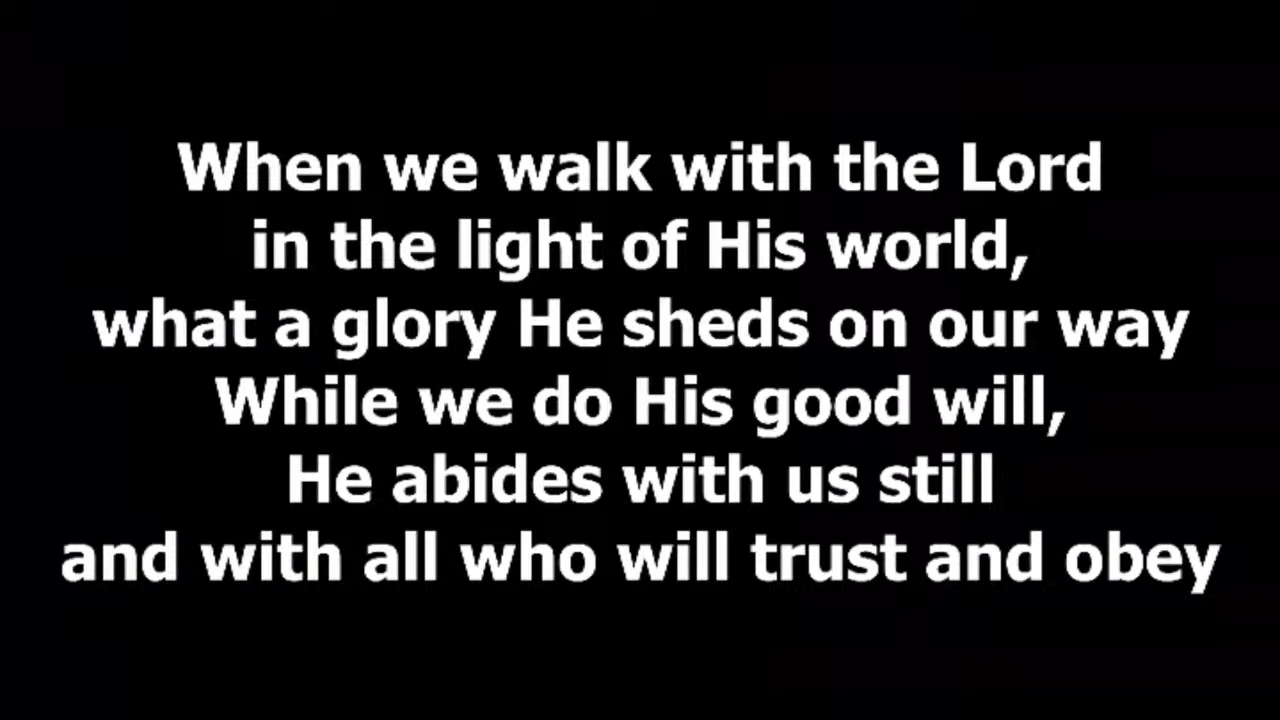 When we walk with the Lord
in the light of His world,
what a glory He sheds on our way
While we do His good will,
He abides with us still
and with all who will trust and obey